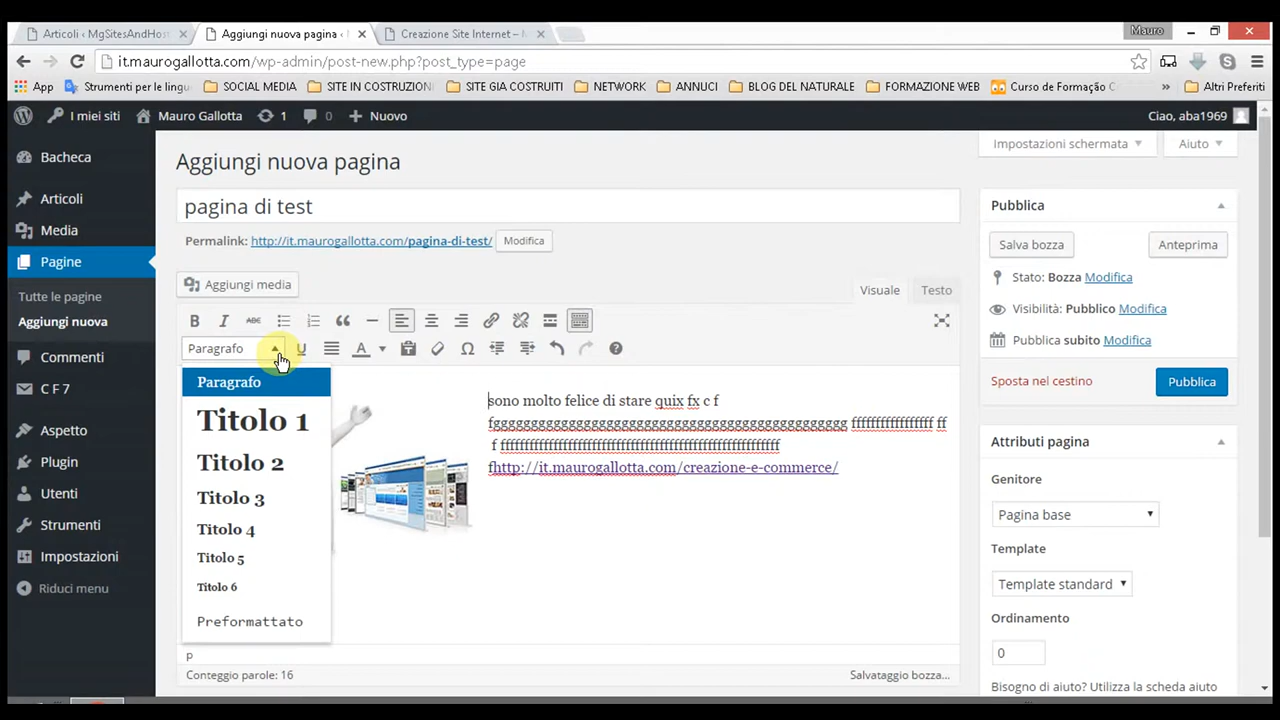 Articoli ‹ MgSitesAndHos
Aggiungi nuova pagina ‹
Creazione Site Internet – M
Mauro
it.maurogallotta.com/wp-admin/post-new.php?post_type=page
App
Strumenti per le lingu
SOCIAL MEDIA
SITE IN COSTRUZION
SITE GIA COSTRUITI
NETWORK
ANNUCI
BLOG DEL NATURALE
FORMAZIONE WEB
Curso de Formação C
»
Altri Preferiti
I miei siti
Mauro Gallotta
1
0
Nuovo
Ciao, aba1969
Bacheca
Articoli
Media
Pagine
Tutte le pagine
Aggiungi nuova
Commenti
C F 7
Aspetto
Plugin
Utenti
Strumenti
Impostazioni
Riduci menu
Aggiungi nuova pagina
Impostazioni schermata
Aiuto
pagina di test
Permalink: http://it.maurogallotta.com/pagina-di-test/ Modifica
Aggiungi media
Visuale
Testo
B I ABC
Paragrafo
U
A
Paragrafo
Titolo 1
Titolo 2
Titolo 3
Titolo 4
Titolo 5
Titolo 6
Preformattato
sono molto felice di stare quix fx c f
fhttp://it.maurogallotta.com/creazione-e-commerce/
p
Conteggio parole: 16
Salvataggio bozza...
Pubblica
Salva bozza
Anteprima
Stato: Bozza Modifica
Visibilità: Pubblico Modifica
Pubblica subito Modifica
Sposta nel cestino
Pubblica
Attributi pagina
Genitore
Pagina base
Template
Template standard
Ordinamento
0
Bisogno di aiuto? Utilizza la scheda aiuto